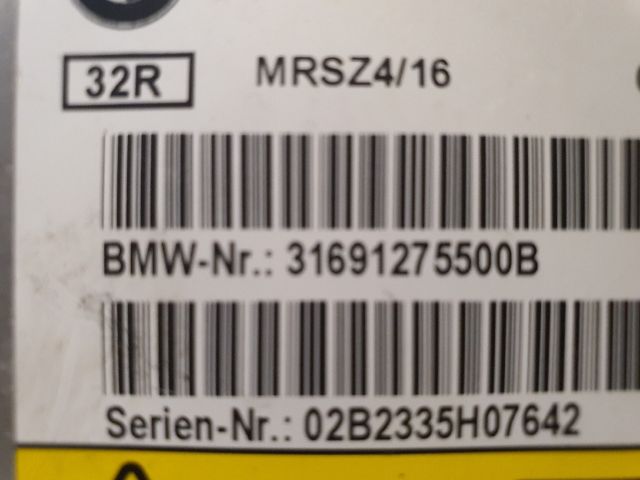 32R MRSZ4/16
BMW-Nr.: 31691275500B
Serien-Nr.: 02B2335H07642